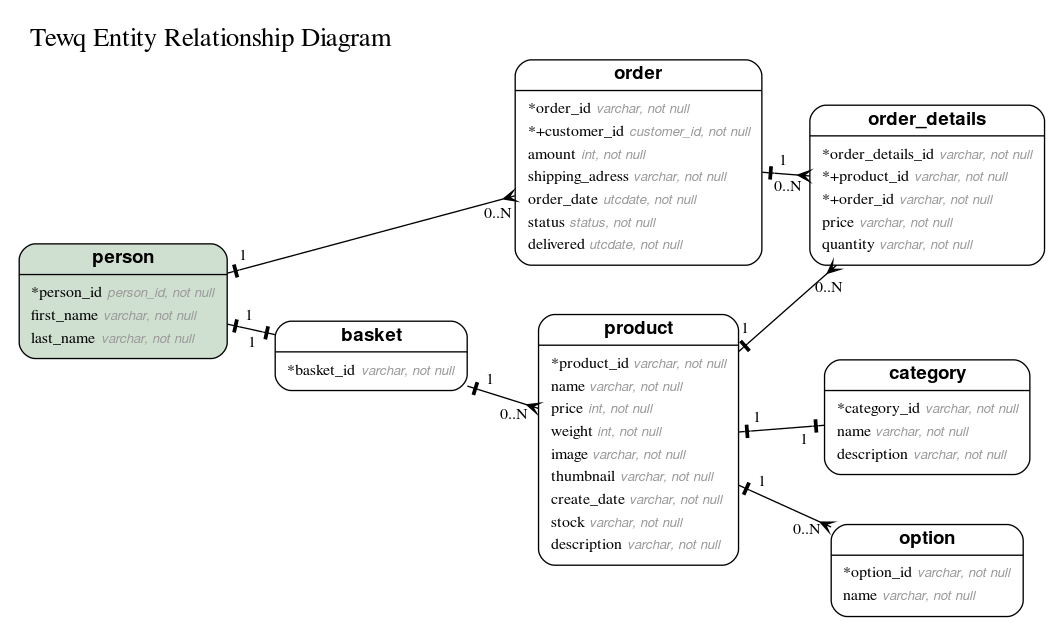 Tewq Entity Relationship Diagram
order
*order_id varchar, not null
*+customer_id customer_id, not null
amount int, not null
shipping_adress varchar, not null
order_date utcdate, not null
status status, not null
delivered utcdate, not null
order_details
*order_details_id varchar, not null
*+product_id varchar, not null
*+order_id varchar, not null
price varchar, not null
quantity varchar, not null
1
0..N
1
0..N
person
*person_id person_id, not null
first_name varchar, not null
last_name varchar, not null
1
1
basket
*basket_id varchar, not null
1
0..N
product
*product_id varchar, not null
name varchar, not null
price int, not null
weight int, not null
image varchar, not null
thumbnail varchar, not null
create_date varchar, not null
stock varchar, not null
description varchar, not null
1
0..N
1
1
category
*category_id varchar, not null
name varchar, not null
description varchar, not null
1
0..N
option
*option_id varchar, not null
name varchar, not null